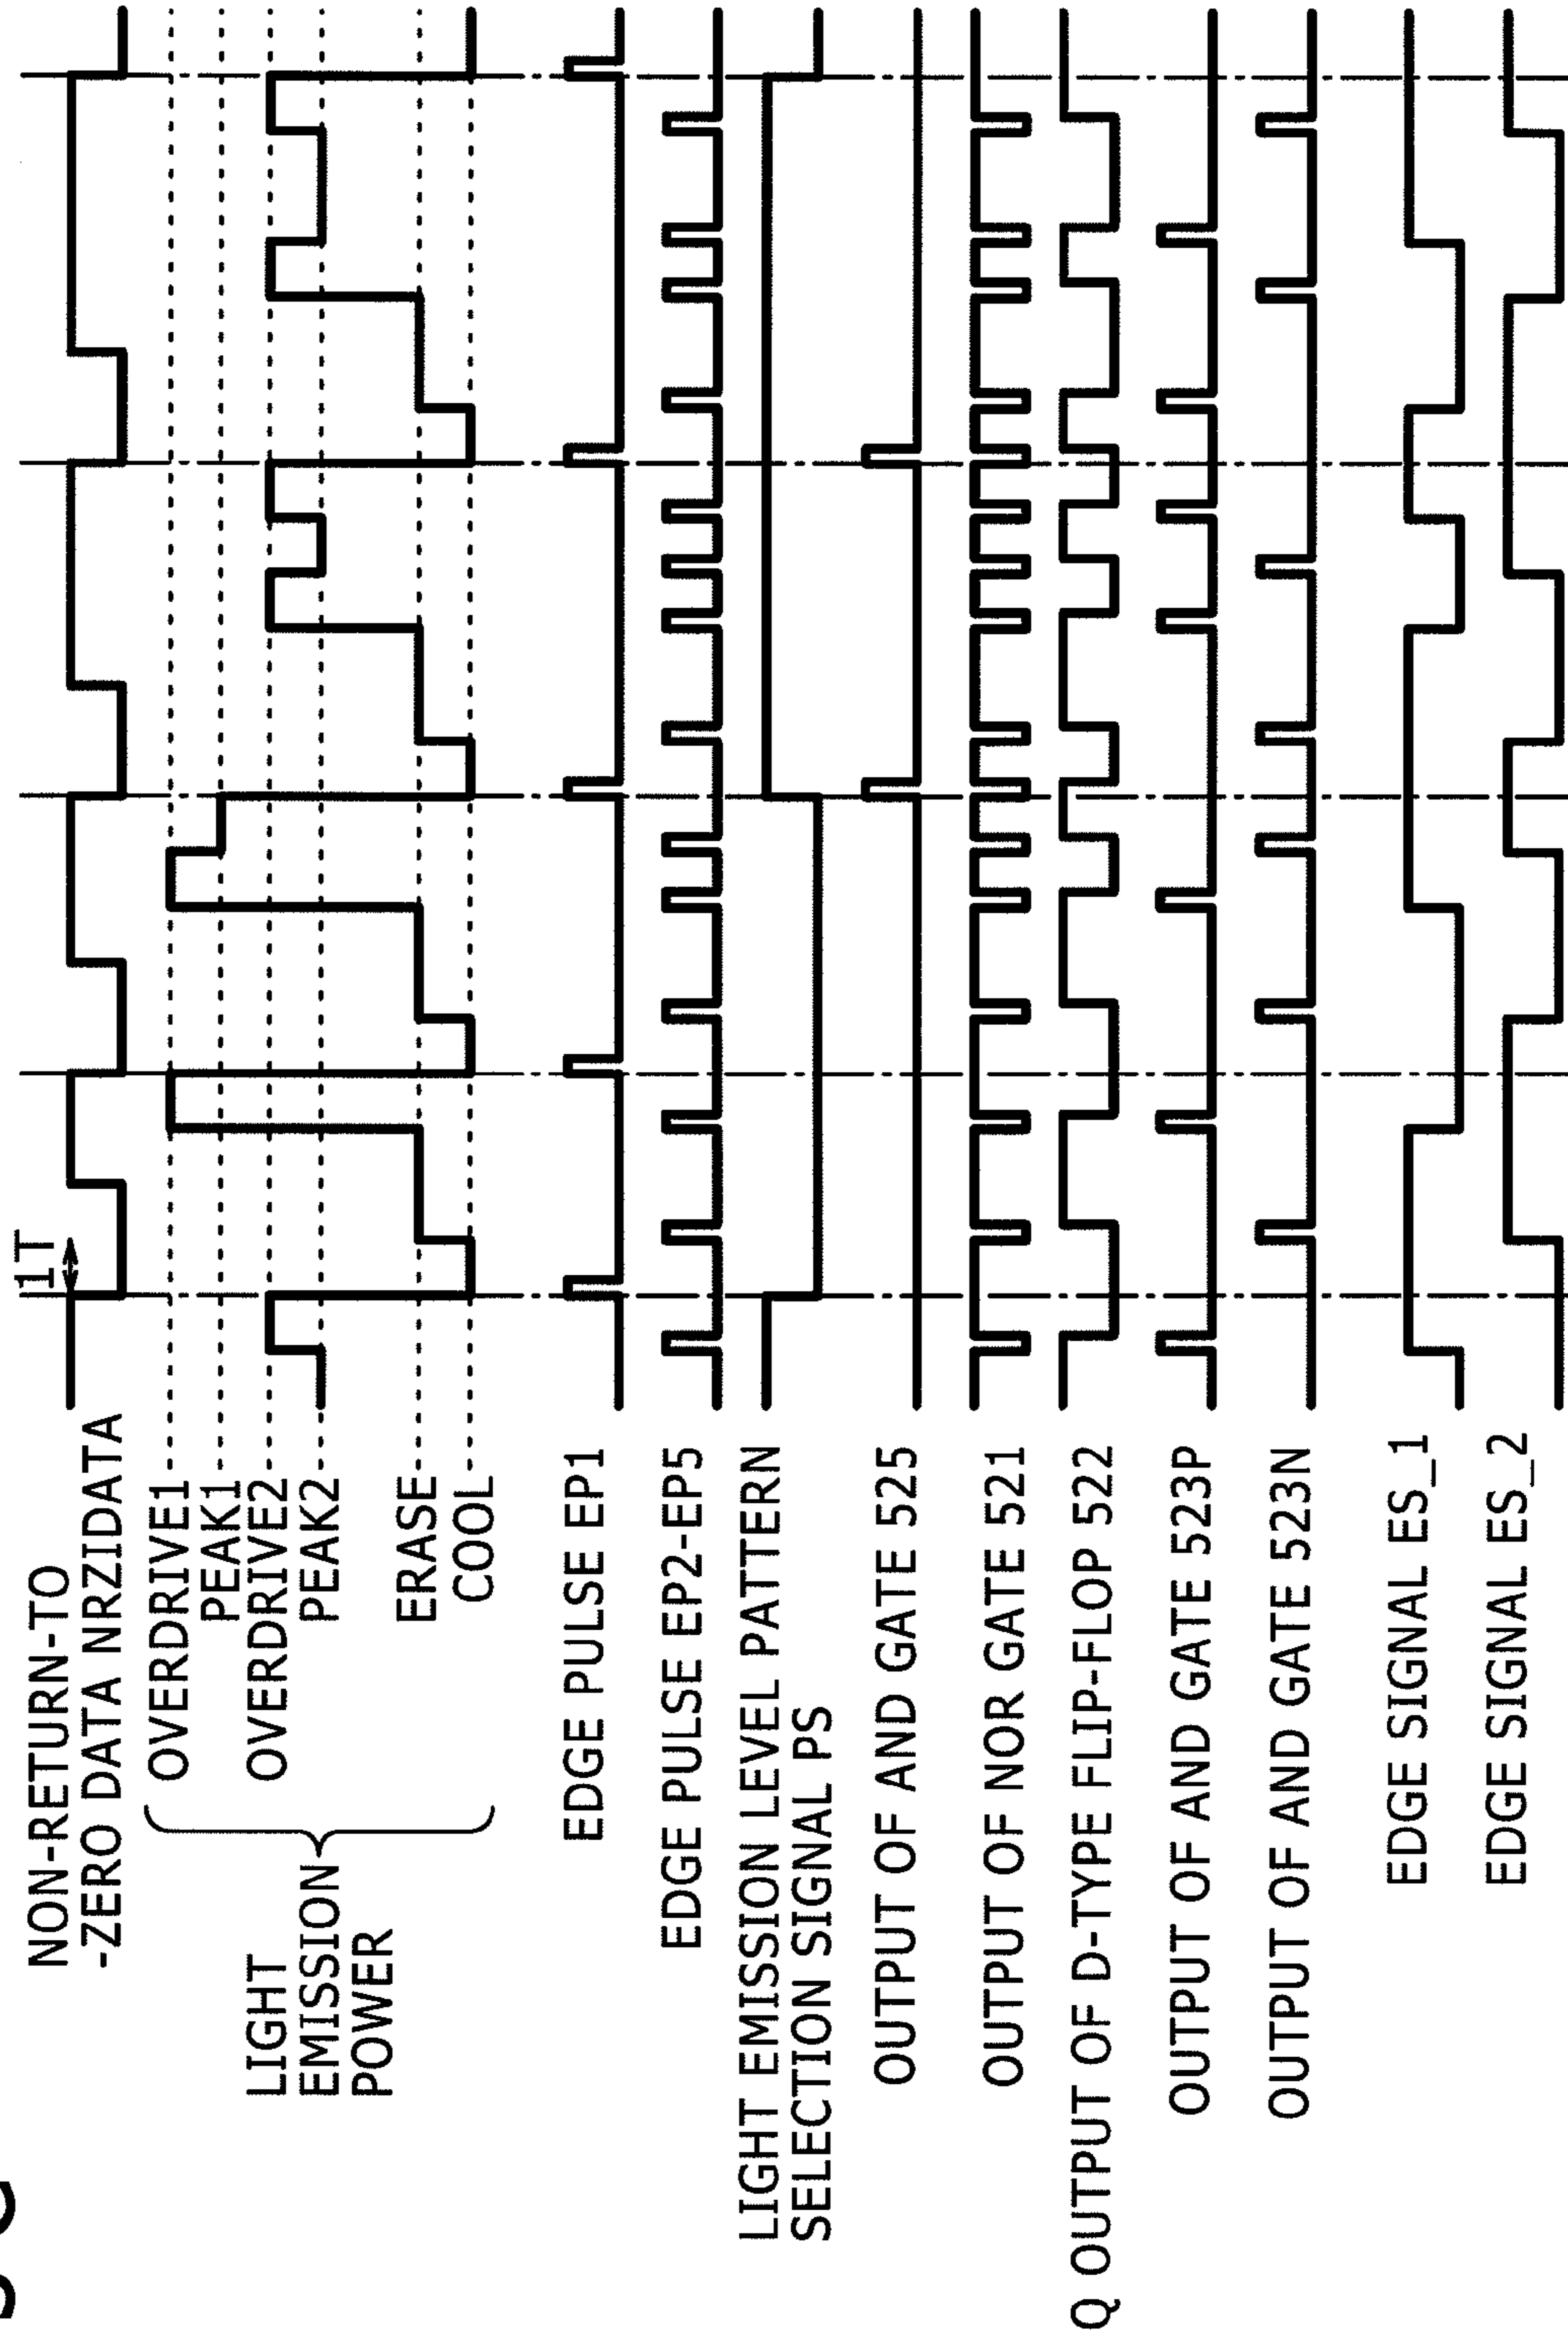 1T
NON-RETURN-TO
-ZERO DATA NRZIDATA
LIGHT
EMISSION
POWER
OVERDRIVE1
PEAK1
OVERDRIVE2
PEAK2
ERASE
COOL
EDGE PULSE EP1
EDGE PULSE EP2-EP5
LIGHT EMISSION LEVEL PATTERN
SELECTION SIGNAL PS
OUTPUT OF AND GATE 525
OUTPUT OF NOR GATE 521
Q OUTPUT OF D-TYPE FLIP-FLOP 522
OUTPUT OF AND GATE 523P
OUTPUT OF AND GATE 523N
EDGE SIGNAL ES_1
EDGE SIGNAL ES_2